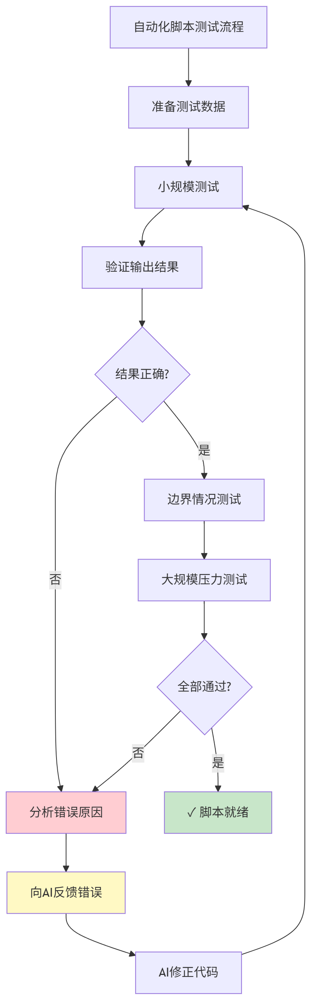 自动化脚本测试流程
准备测试数据
小规模测试
验证输出结果
结果正确?
是
边界情况测试
否
大规模压力测试
全部通过?
否
是
分析错误原因
✓ 脚本就绪
向AI反馈错误
AI修正代码